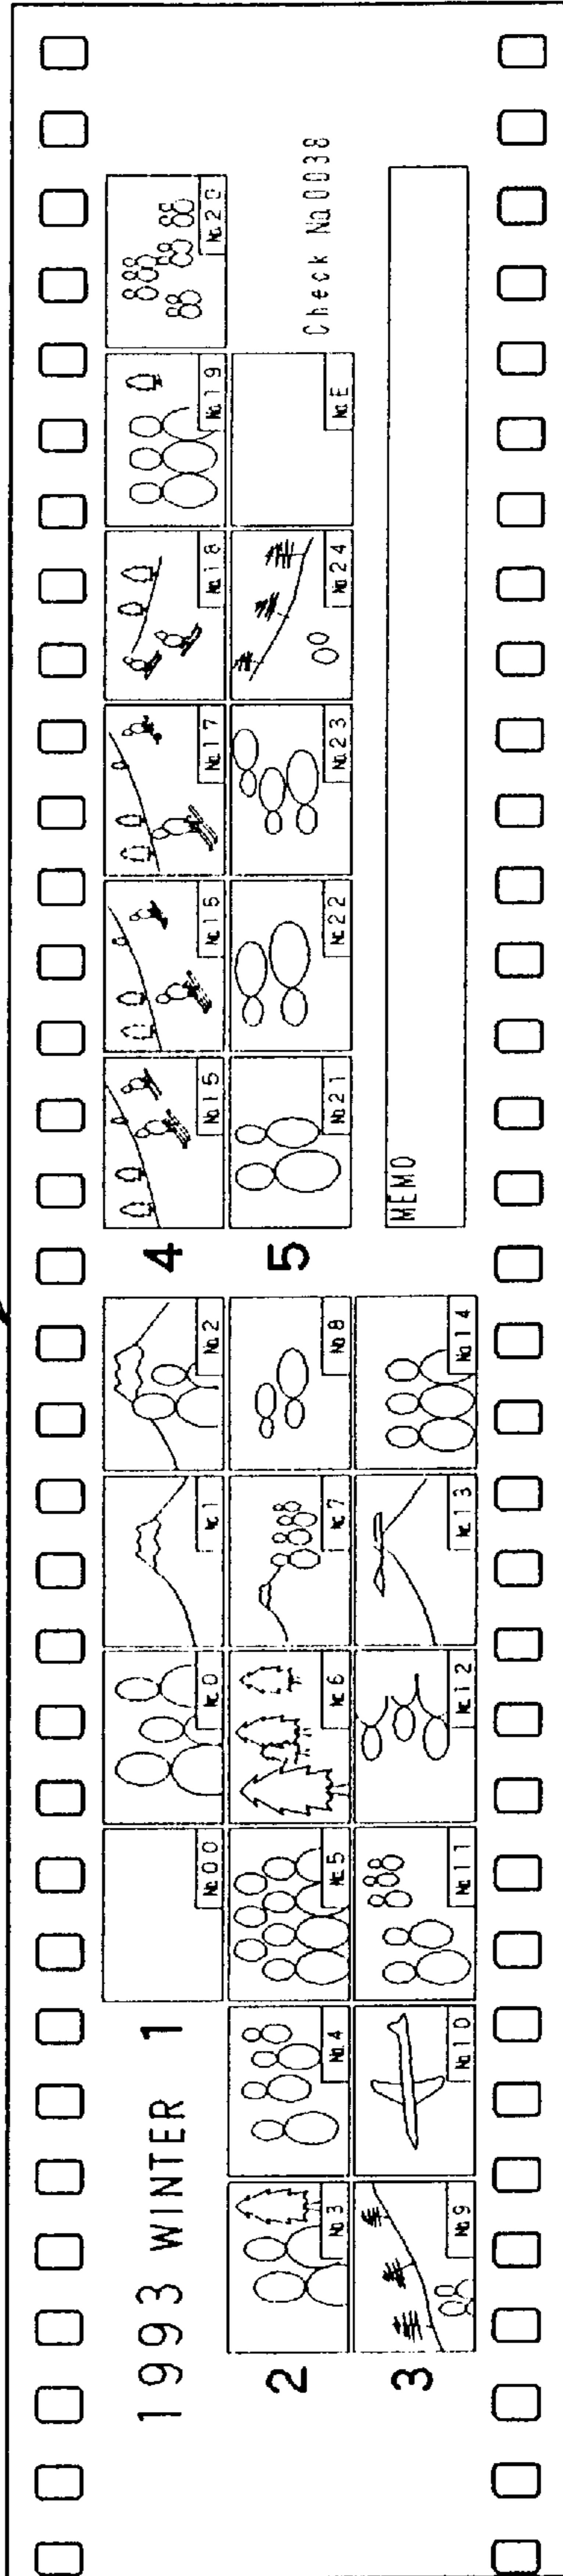 1993 WINTER 1 №00 №0 №1 №2 4 №15 №16 №17 №18 №19 №20
2 №3 №4 №5 №6 №7 №8 5 №21 №22 №23 №24 №E
Check №0038
3 №9 №10 №11 №12 №13 №14 MEMO